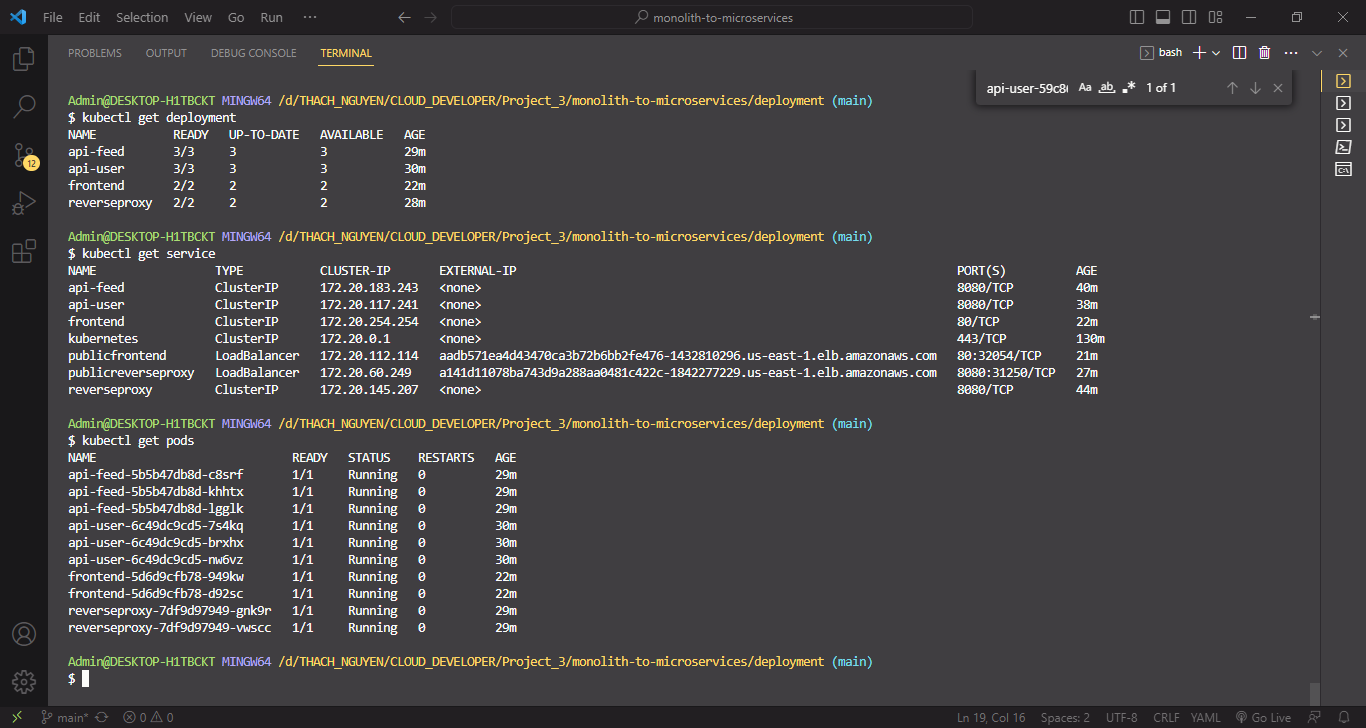 File Edit Selection View Go Run ··· monolith-to-microservices
PROBLEMS OUTPUT DEBUG CONSOLE TERMINAL bash
api-user-59c8 Aa ab 1 of 1
Admin@DESKTOP-H1TBCKT MINGW64 /d/THACH_NGUYEN/CLOUD_DEVELOPER/Project_3/monolith-to-microservices/deployment (main)
$ kubectl get deployment
NAME READY UP-TO-DATE AVAILABLE AGE
api-feed 3/3 3 3 29m
api-user 3/3 3 3 30m
frontend 2/2 2 2 22m
reverseproxy 2/2 2 2 28m
Admin@DESKTOP-H1TBCKT MINGW64 /d/THACH_NGUYEN/CLOUD_DEVELOPER/Project_3/monolith-to-microservices/deployment (main)
$ kubectl get service
NAME TYPE CLUSTER-IP EXTERNAL-IP PORT(S) AGE
api-feed ClusterIP 172.20.183.243 <none> 8080/TCP 40m
api-user ClusterIP 172.20.117.241 <none> 8080/TCP 38m
frontend ClusterIP 172.20.254.254 <none> 80/TCP 22m
kubernetes ClusterIP 172.20.0.1 <none> 443/TCP 130m
publicfrontend LoadBalancer 172.20.112.114 aadb571ea4d43470ca3b72b6bb2fe476-1432810296.us-east-1.elb.amazonaws.com 80:32054/TCP 21m
publicreverseproxy LoadBalancer 172.20.60.249 a141d11078ba743d9a288aa0481c422c-1842277229.us-east-1.elb.amazonaws.com 8080:31250/TCP 27m
reverseproxy ClusterIP 172.20.145.207 <none> 8080/TCP 44m
Admin@DESKTOP-H1TBCKT MINGW64 /d/THACH_NGUYEN/CLOUD_DEVELOPER/Project_3/monolith-to-microservices/deployment (main)
$ kubectl get pods
NAME READY STATUS RESTARTS AGE
api-feed-5b5b47db8d-c8srf 1/1 Running 0 29m
api-feed-5b5b47db8d-khhtx 1/1 Running 0 29m
api-feed-5b5b47db8d-lgglk 1/1 Running 0 29m
api-user-6c49dc9cd5-7s4kq 1/1 Running 0 30m
api-user-6c49dc9cd5-brxhx 1/1 Running 0 30m
api-user-6c49dc9cd5-nw6vz 1/1 Running 0 30m
frontend-5d6d9cfb78-949kw 1/1 Running 0 22m
frontend-5d6d9cfb78-d92sc 1/1 Running 0 22m
reverseproxy-7df9d97949-gnk9r 1/1 Running 0 29m
reverseproxy-7df9d97949-vwscc 1/1 Running 0 29m
Admin@DESKTOP-H1TBCKT MINGW64 /d/THACH_NGUYEN/CLOUD_DEVELOPER/Project_3/monolith-to-microservices/deployment (main)
$
12
main* 0 0 Ln 19, Col 16 Spaces: 2 UTF-8 CRLF YAML Go Live